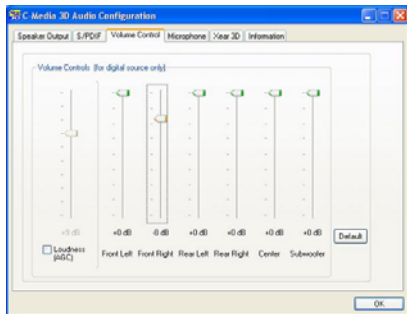 C-Media 3D Audio Configuration
Speaker Output S/PDIF Volume Control Microphone Xear 3D Information
Volume Controls (for digital source only)
+9 dB +0 dB -8 dB +0 dB +0 dB +0 dB +0 dB
Default
Loudness
(AGC)
Front Left Front Right Rear Left Rear Right Center Subwoofer
OK